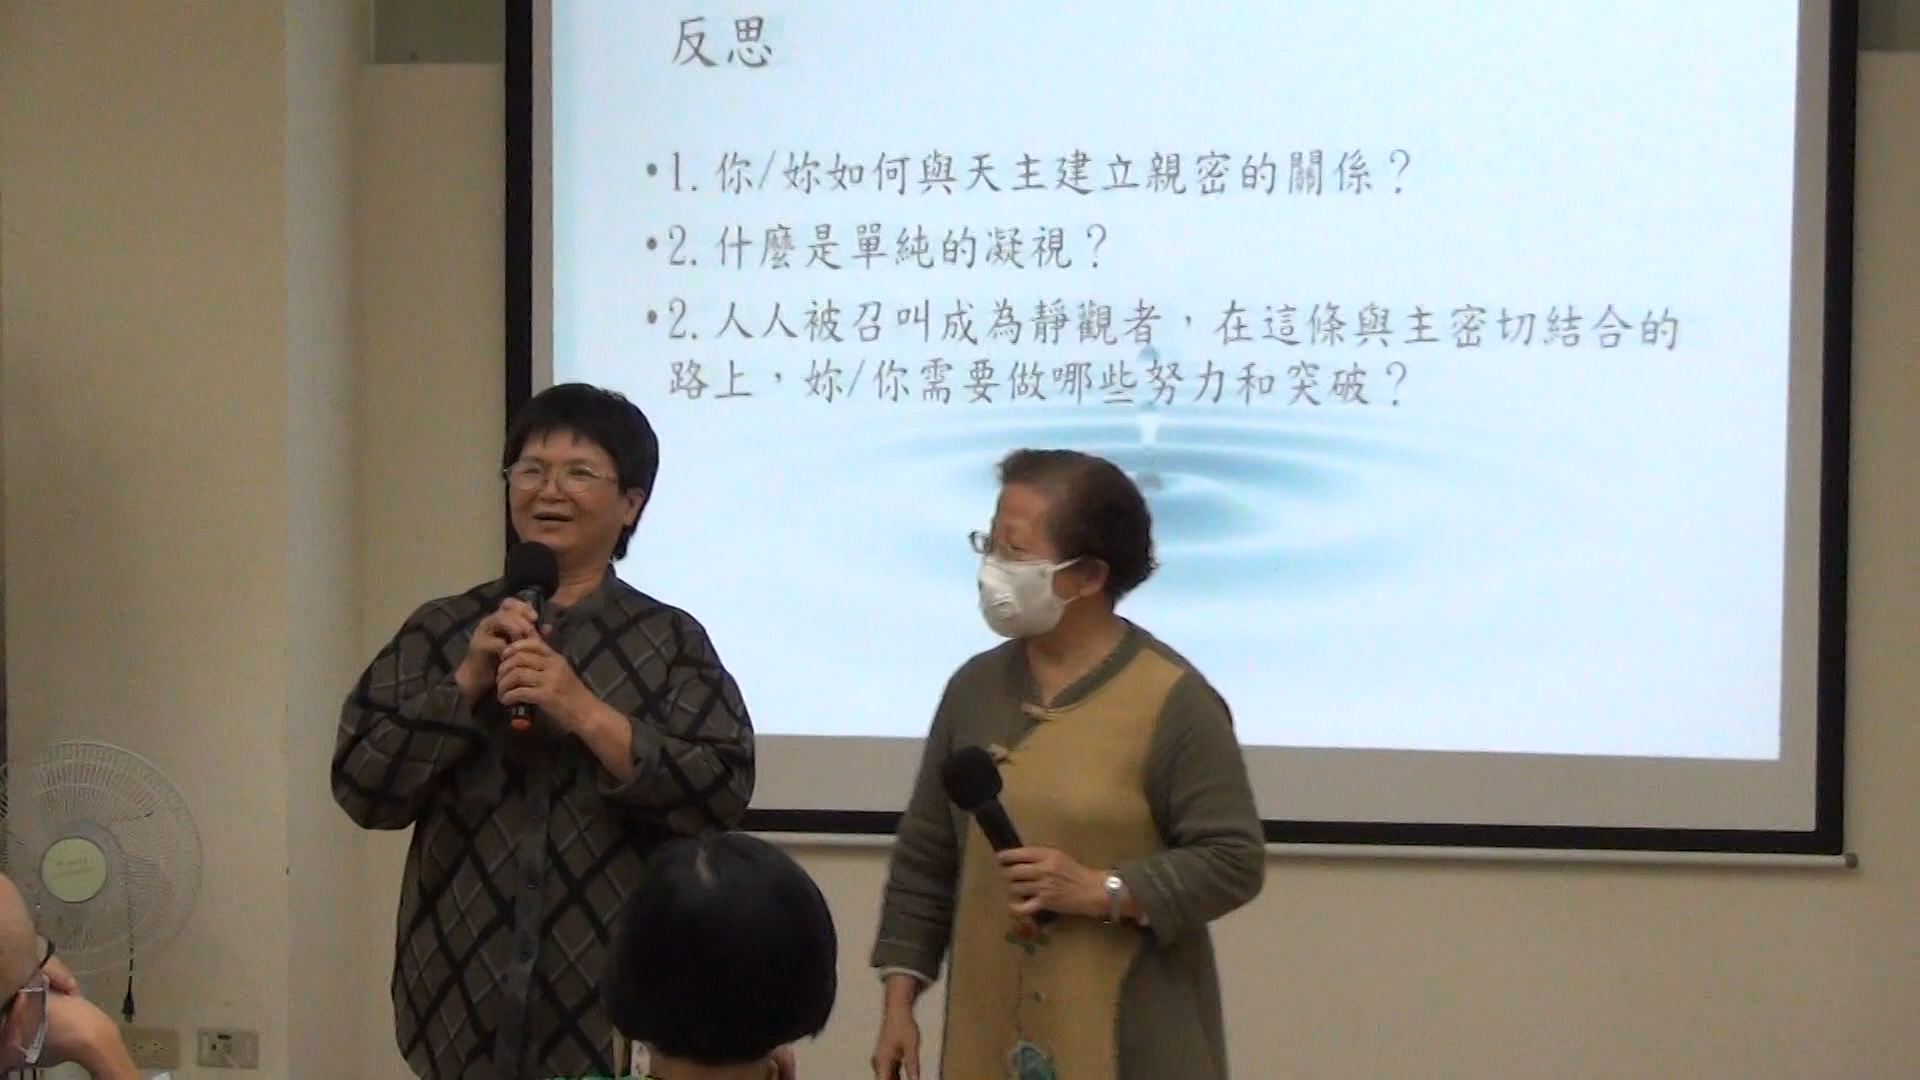 反思
•1. 你/妳如何與天主建立親密的關係？
•2. 什麼是單純的凝視？
•2. 人人被召叫成為靜觀者，在這條與主密切結合的
路上，妳/你需要做哪些努力和突破？